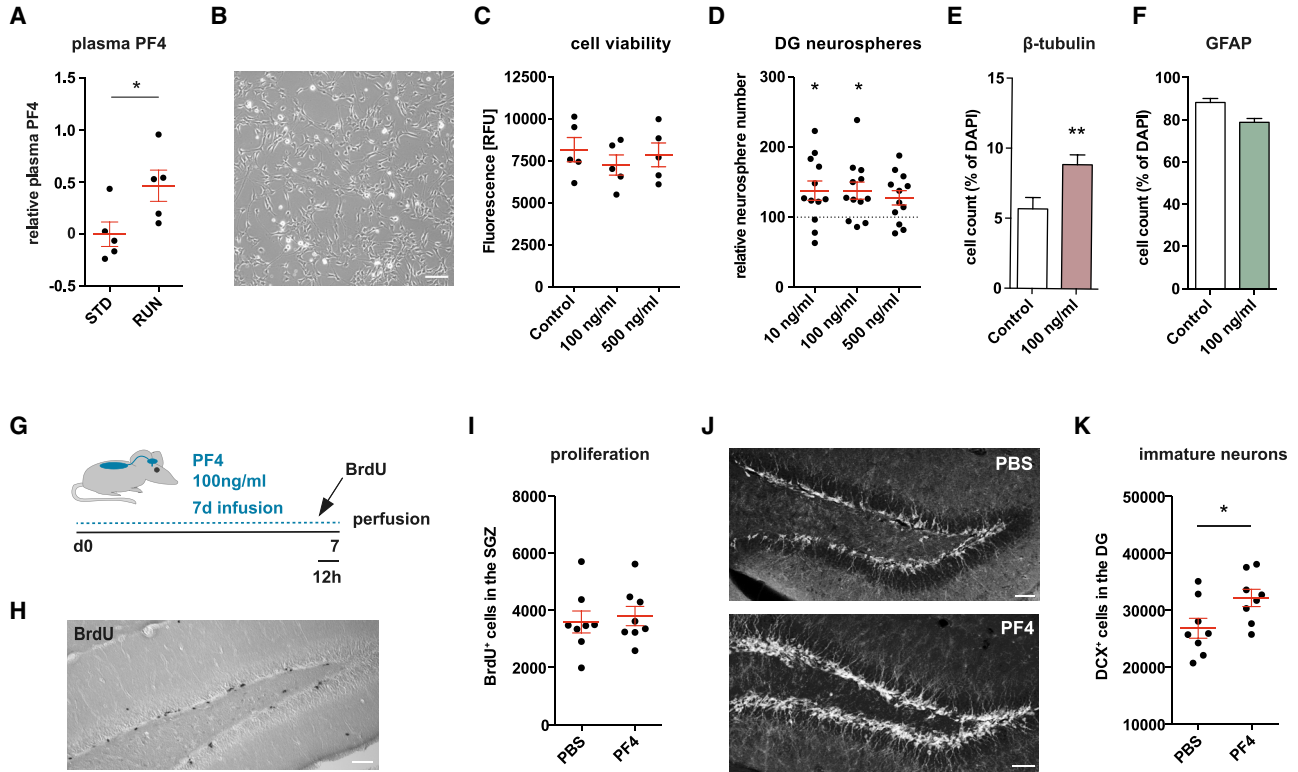 A
plasma PF4
relative plasma PF4
1.5
1.0
0.5
0
-0.5
*
STD
RUN
B
C
cell viability
Fluorescence [RFU]
12500
10000
7500
5000
2500
0
Control
100 ng/ml
500 ng/ml
D
DG neurospheres
relative neurosphere number
300
200
100
0
*
*
10 ng/ml
100 ng/ml
500 ng/ml
E
β-tubulin
cell count (% of DAPI)
15
10
5
0
**
Control
100 ng/ml
F
GFAP
cell count (% of DAPI)
100
80
60
40
20
0
Control
100 ng/ml
G
PF4
100ng/ml
7d infusion
BrdU
perfusion
d0
7
12h
H
BrdU
I
proliferation
BrdU⁺ cells in the SGZ
8000
6000
4000
2000
0
PBS
PF4
J
PBS
PF4
K
immature neurons
DCX⁺ cells in the DG
50000
40000
30000
20000
10000
*
PBS
PF4